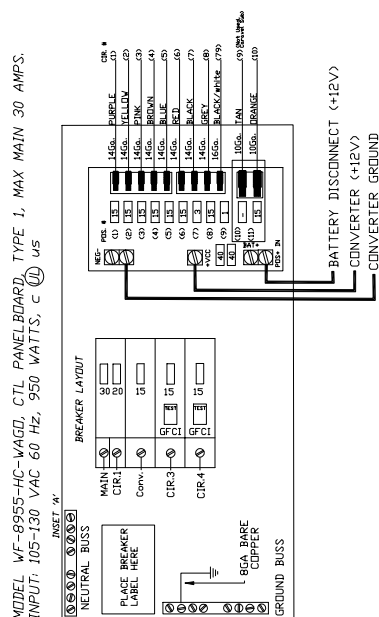 MODEL WF-8955-HC-WAGO, CTL PANELBOARD, TYPE 1, MAX MAIN 30 AMPS.
INPUT: 105-130 VAC 60 Hz, 950 WATTS, c UL us
INSET 'A'
NEUTRAL BUSS
PLACE BREAKER
LABEL HERE
8GA BARE
COPPER
GROUND BUSS
BREAKER LAYOUT
MAIN 30
CIR.1 20
Conv. 15
CIR.3 GFCI TEST 15
CIR.4 GFCI TEST 15
NEG-
+VCC
40
40
BAT+
POS+ IN
POS. #
(1) 15
(2) 15
(3) 15
(4) 15
(5) 15
(6) 15
(7) 3
(8) 15
(9) 1
(10) -
(11) 15
CIR. #
14Ga. PURPLE (1)
14Ga. YELLOW (2)
14Ga. PINK (3)
14Ga. BROWN (4)
14Ga. BLUE (5)
14Ga. RED (6)
14Ga. BLACK (7)
14Ga. GREY (8)
16Ga. BLACK/white (79)
10Ga. TAN (9) (Not Used
10Ga. ORANGE (10)
BATTERY DISCONNECT (+12V)
CONVERTER (+12V)
CONVERTER GROUND